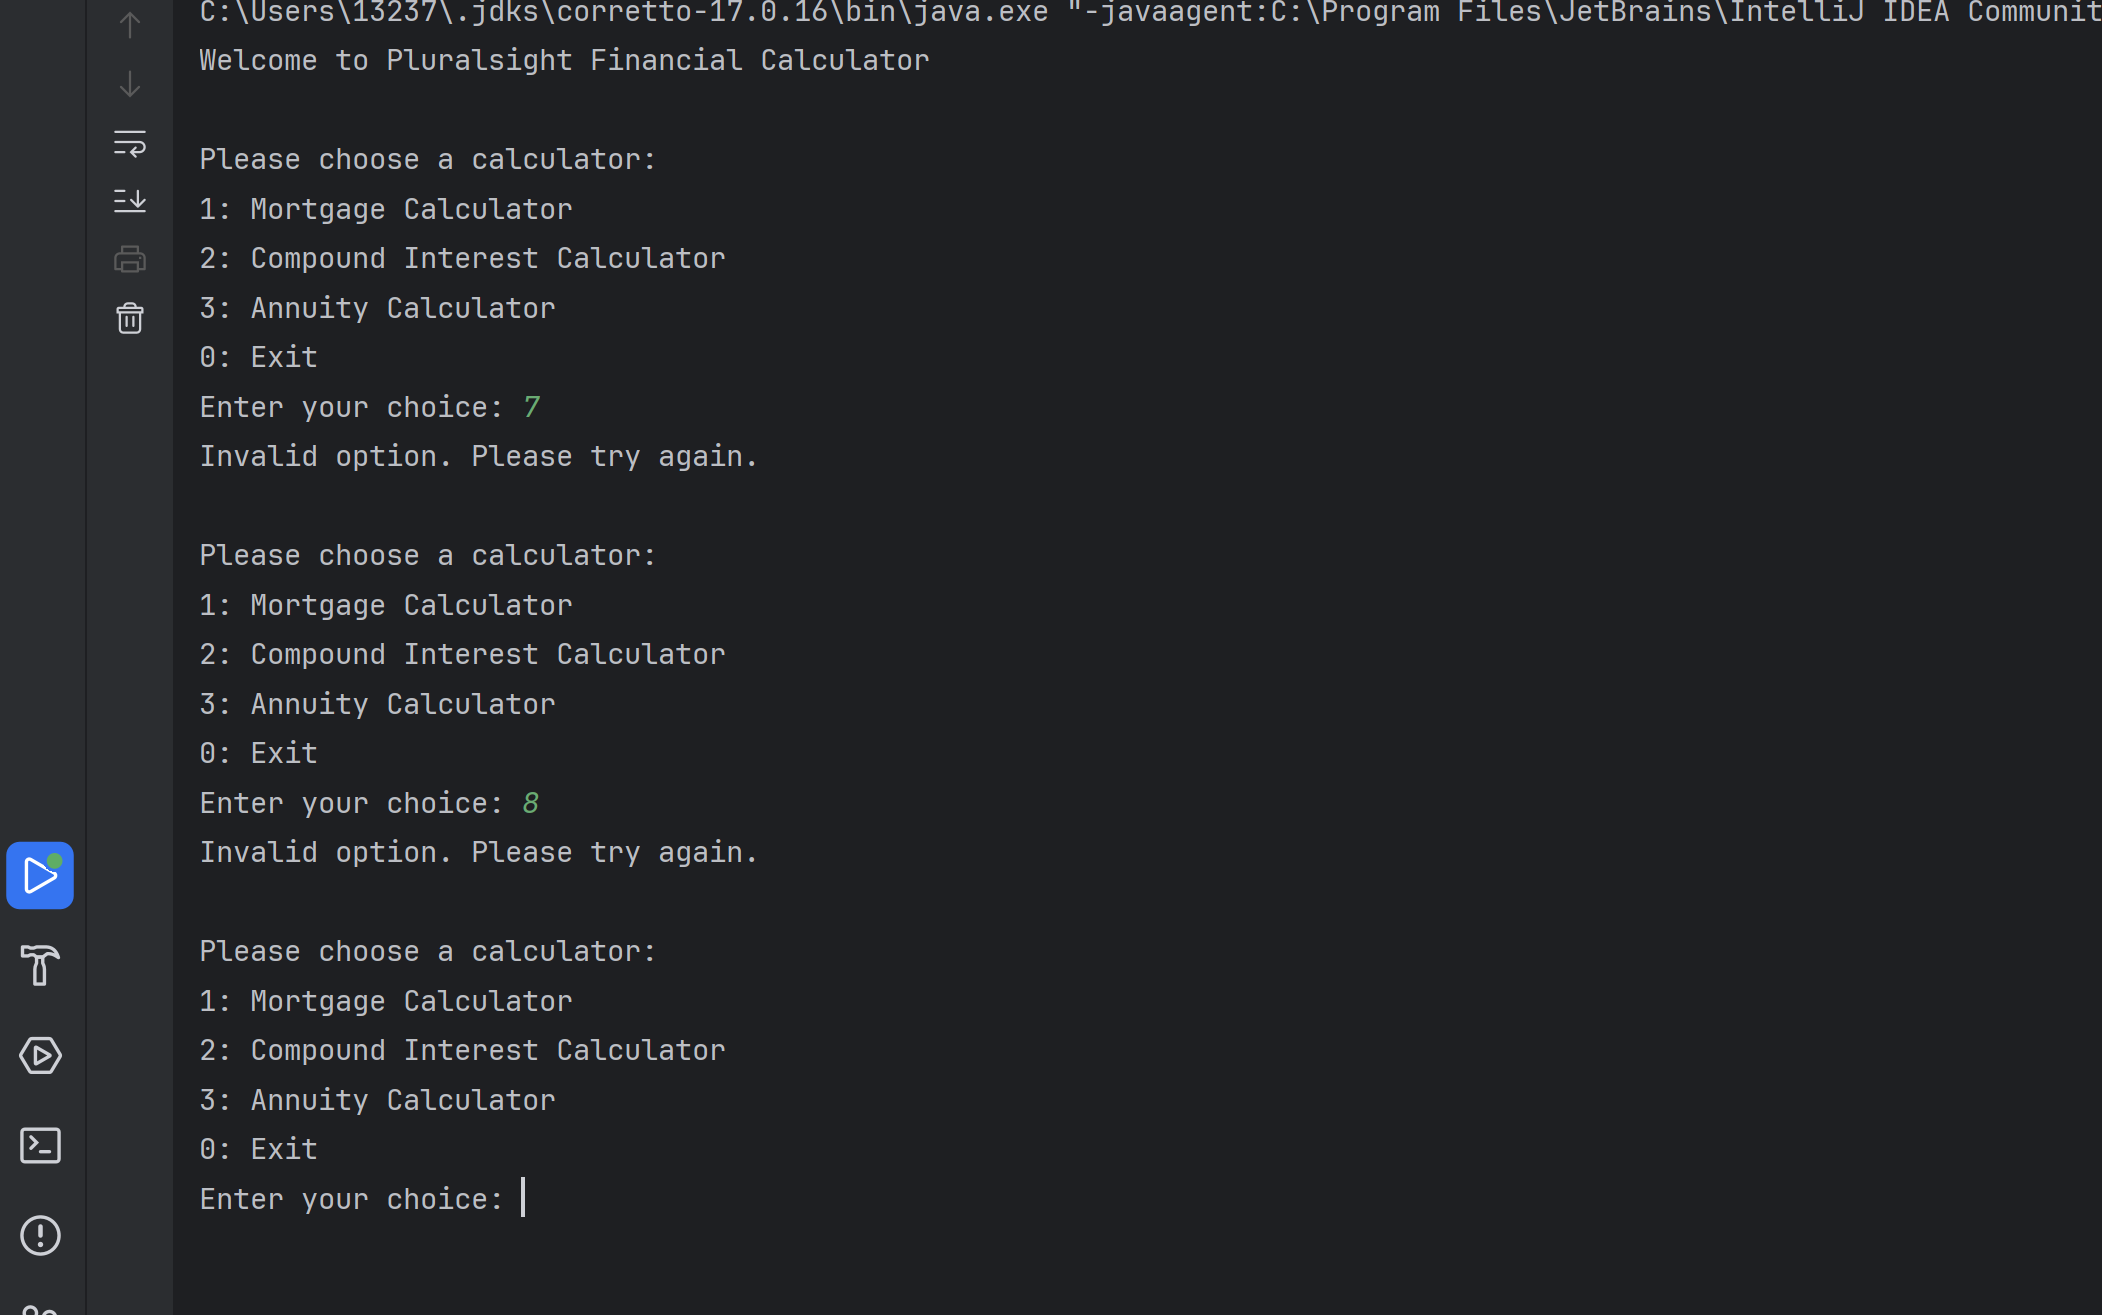 C:\Users\13237\.jdks\corretto-17.0.16\bin\java.exe "-javaagent:C:\Program Files\JetBrains\IntelliJ IDEA Communit
Welcome to Pluralsight Financial Calculator
Please choose a calculator:
1: Mortgage Calculator
2: Compound Interest Calculator
3: Annuity Calculator
0: Exit
Enter your choice: 7
Invalid option. Please try again.
Please choose a calculator:
1: Mortgage Calculator
2: Compound Interest Calculator
3: Annuity Calculator
0: Exit
Enter your choice: 8
Invalid option. Please try again.
Please choose a calculator:
1: Mortgage Calculator
2: Compound Interest Calculator
3: Annuity Calculator
0: Exit
Enter your choice: